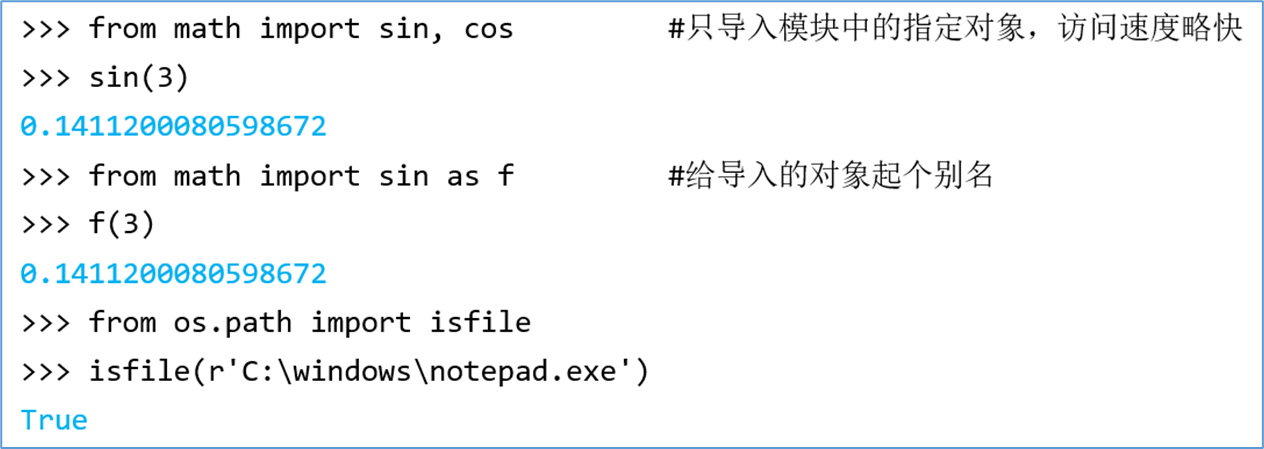 >>> from math import sin, cos #只导入模块中的指定对象，访问速度略快
>>> sin(3)
0.1411200080598672
>>> from math import sin as f #给导入的对象起个别名
>>> f(3)
0.1411200080598672
>>> from os.path import isfile
>>> isfile(r'C:\windows\notepad.exe')
True